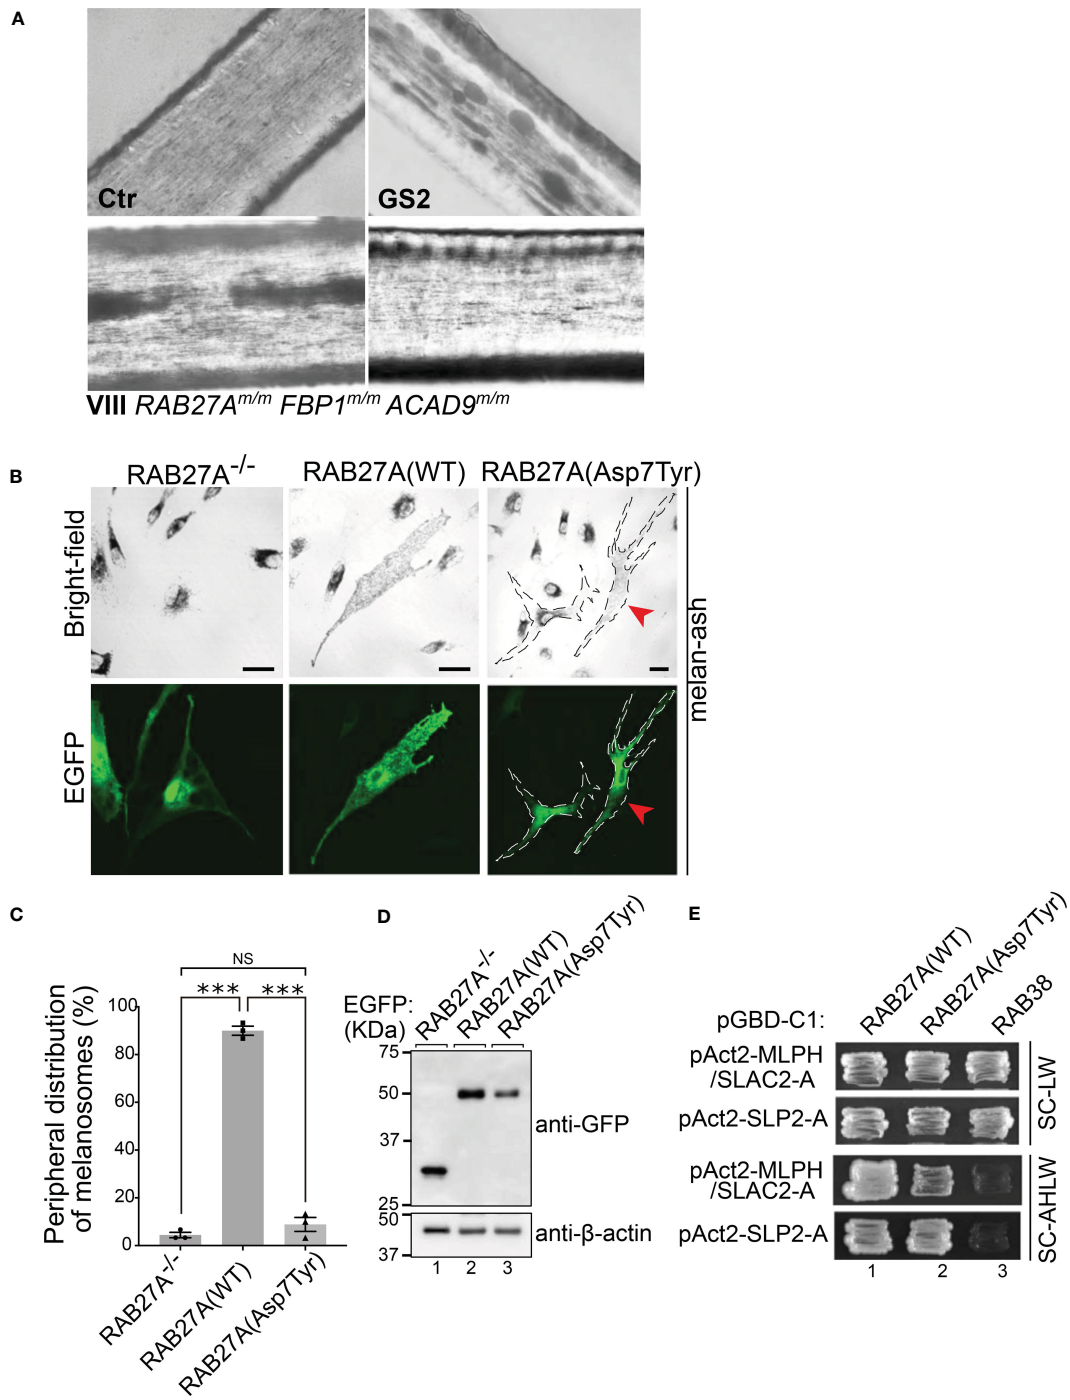 A
Ctr
GS2
VIII RAB27A^m/m FBP1^m/m ACAD9^m/m
B
RAB27A^-/-
RAB27A(WT)
RAB27A(Asp7Tyr)
Bright-field
EGFP
melan-ash
C
NS
***
***
Peripheral distribution
of melanosomes (%)
100
80
60
40
20
0
RAB27A^-/-
RAB27A(WT)
RAB27A(Asp7Tyr)
D
EGFP:
(KDa)
RAB27A^-/-
RAB27A(WT)
RAB27A(Asp7Tyr)
75
50
37
25
anti-GFP
50
37
anti-β-actin
1 2 3
E
pGBD-C1:
RAB27A(WT)
RAB27A(Asp7Tyr)
RAB38
pAct2-MLPH
/SLAC2-A
pAct2-SLP2-A
SC-LW
pAct2-MLPH
/SLAC2-A
pAct2-SLP2-A
SC-AHLW
1 2 3